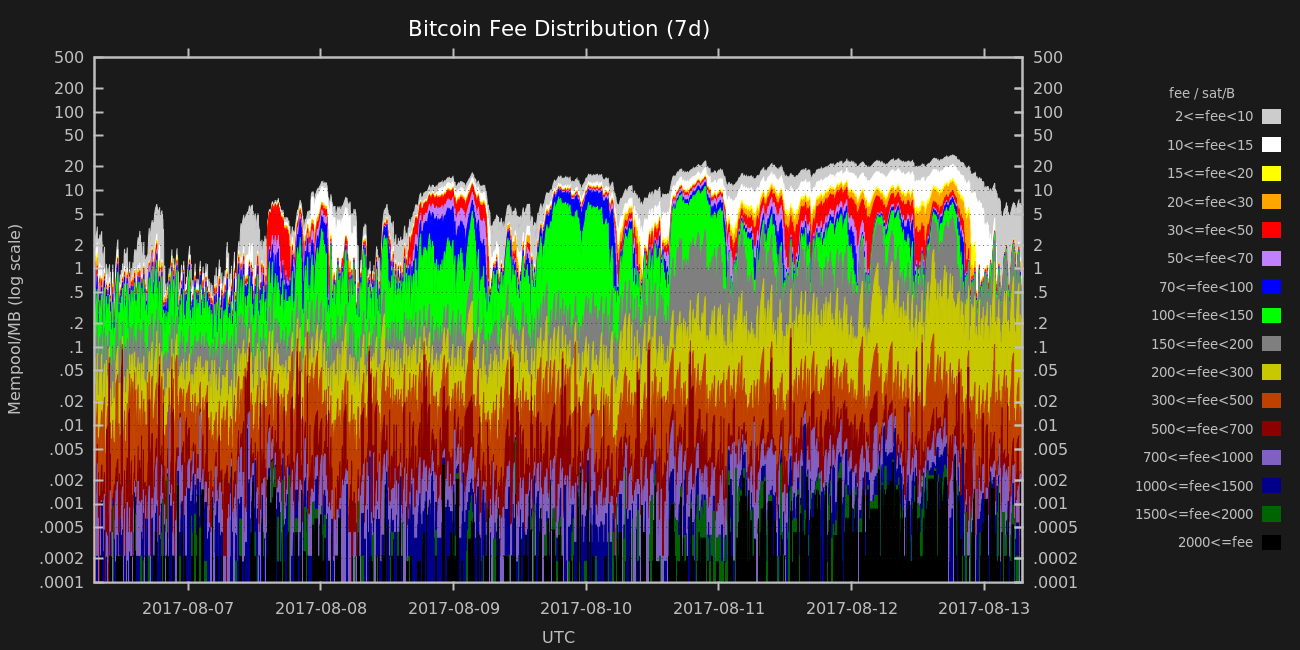 Bitcoin Fee Distribution (7d)
500
200
100
50
20
10
5
2
1
.5
.2
.1
.05
.02
.01
.005
.002
.001
.0005
.0002
.0001
Mempool/MB (log scale)
500
200
100
50
20
10
5
2
1
.5
.2
.1
.05
.02
.01
.005
.002
.001
.0005
.0002
.0001
fee / sat/B
2<=fee<10
10<=fee<15
15<=fee<20
20<=fee<30
30<=fee<50
50<=fee<70
70<=fee<100
100<=fee<150
150<=fee<200
200<=fee<300
300<=fee<500
500<=fee<700
700<=fee<1000
1000<=fee<1500
1500<=fee<2000
2000<=fee
2017-08-07 2017-08-08 2017-08-09 2017-08-10 2017-08-11 2017-08-12 2017-08-13
UTC